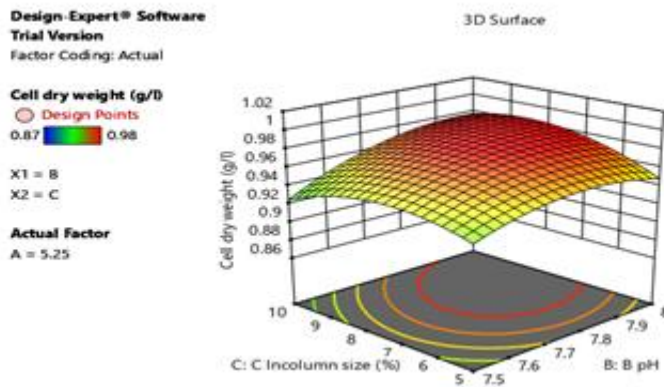 Design-Expert® Software
Trial Version
Factor Coding: Actual
Cell dry weight (g/l)
Design Points
0.87 0.98
X1 = B
X2 = C
Actual Factor
A = 5.25
3D Surface
Cell dry weight (g/l)
1.02
1
0.98
0.96
0.94
0.92
0.9
0.88
0.86
10
9
8
7
6
5
7.5
7.6
7.7
7.8
7.9
8
C: C Incolumn size (%)
B: B pH